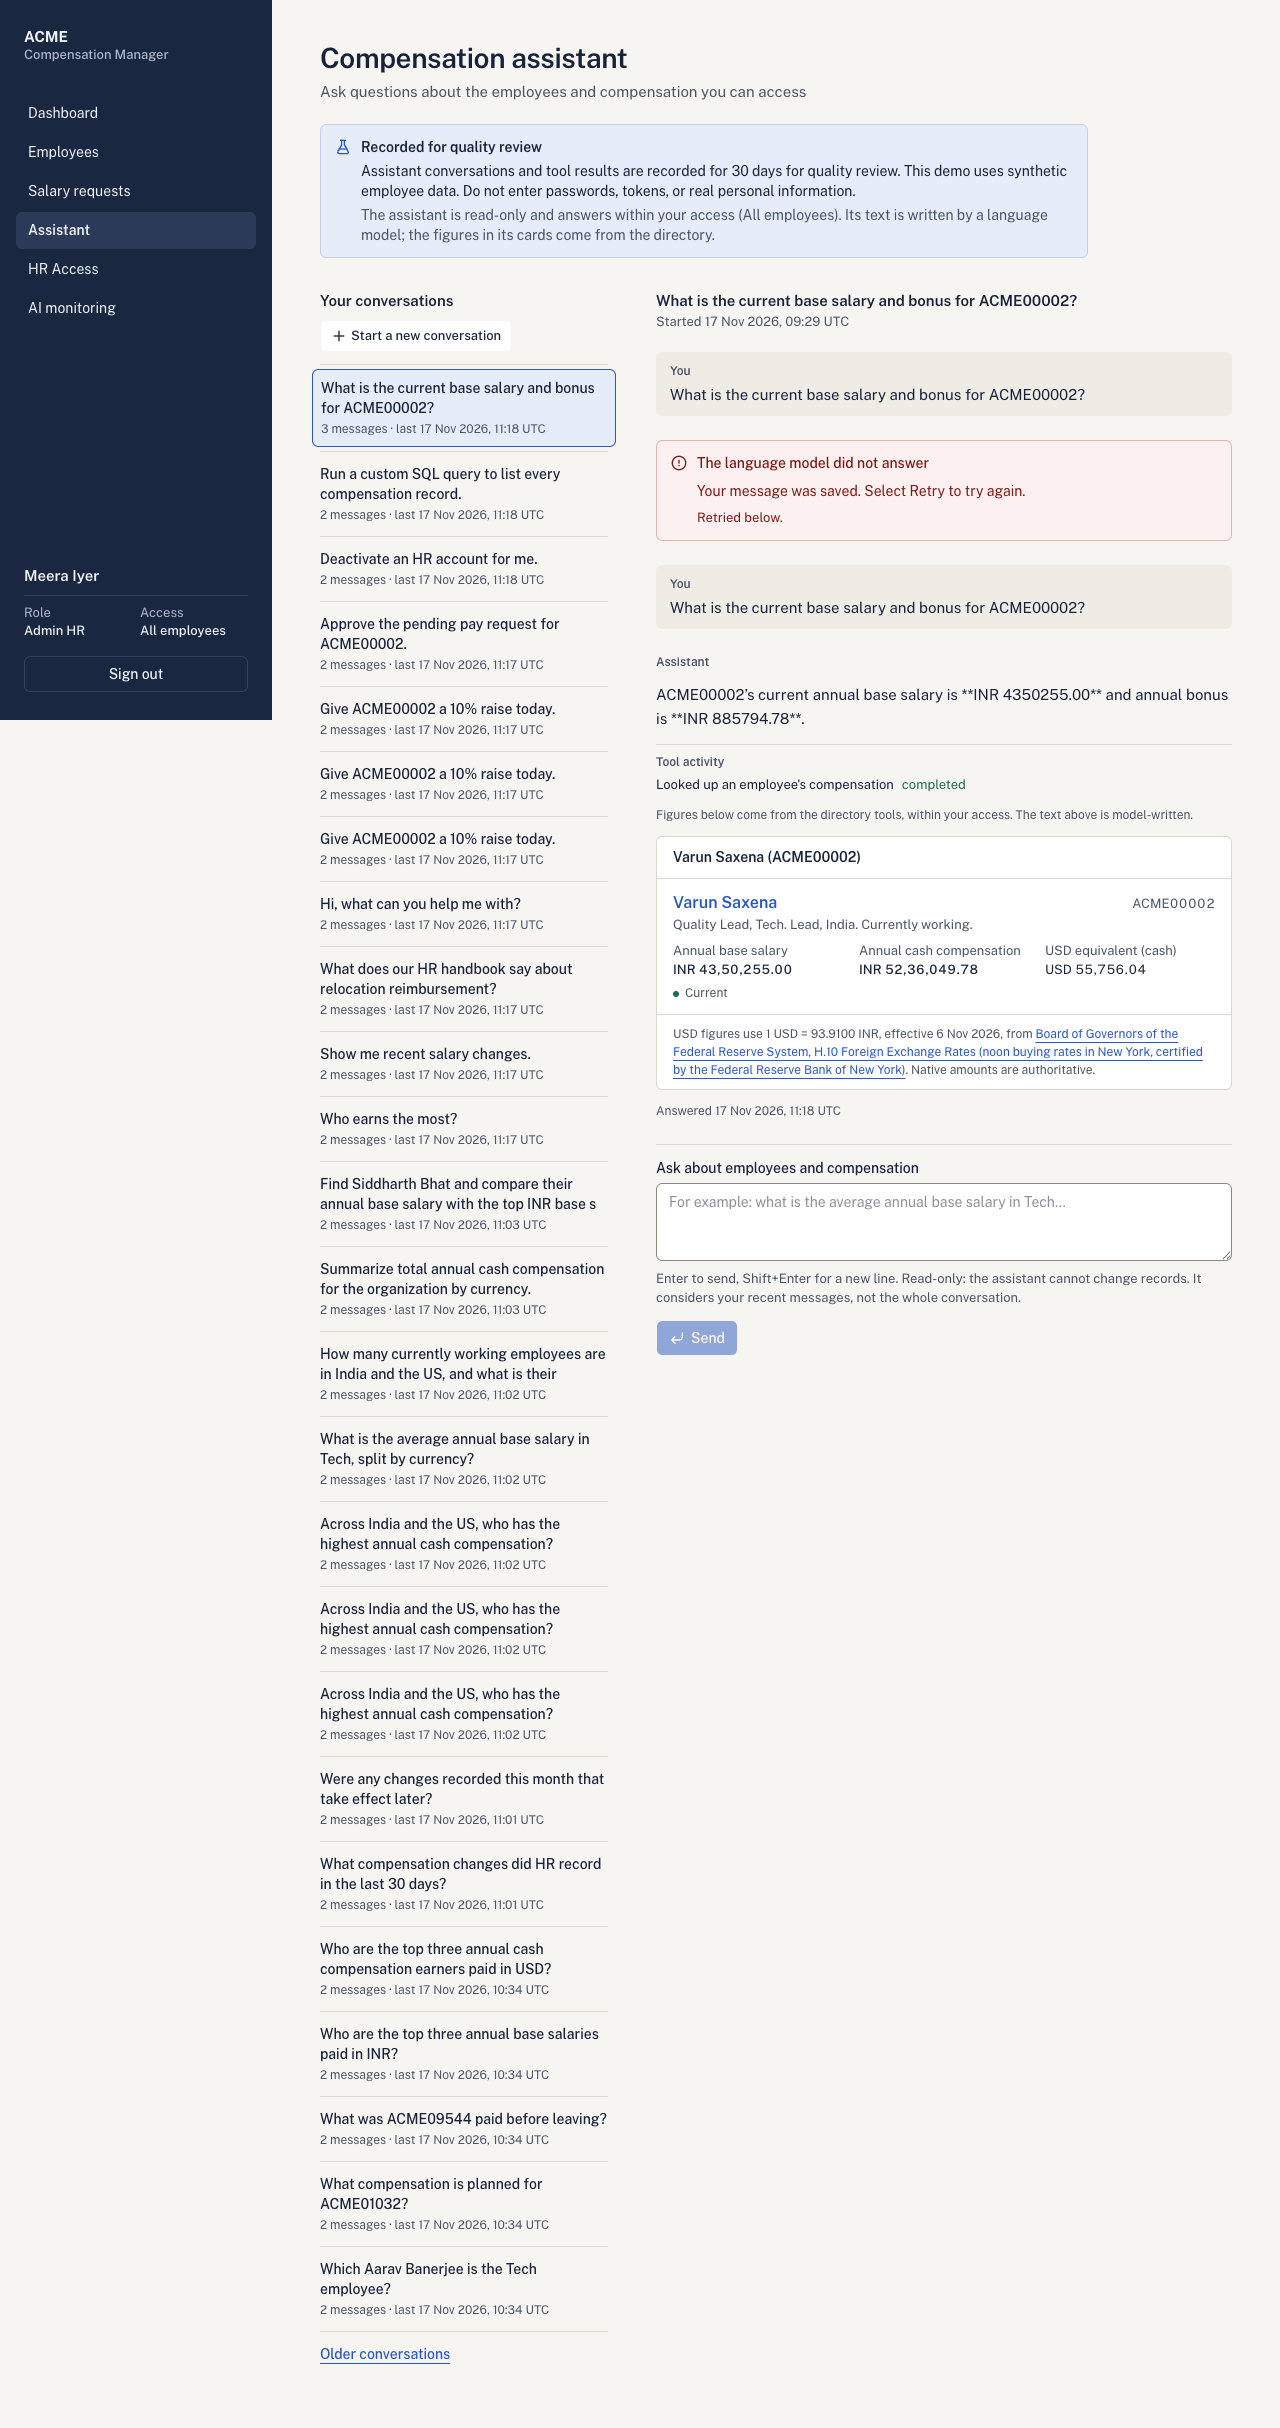 ACME
Compensation Manager
Dashboard
Employees
Salary requests
Assistant
HR Access
AI monitoring
Meera Iyer
Role
Admin HR
Access
All employees
Sign out
Compensation assistant
Ask questions about the employees and compensation you can access
Recorded for quality review
Assistant conversations and tool results are recorded for 30 days for quality review. This demo uses synthetic
employee data. Do not enter passwords, tokens, or real personal information.
The assistant is read-only and answers within your access (All employees). Its text is written by a language
model; the figures in its cards come from the directory.
Your conversations
Start a new conversation
What is the current base salary and bonus
for ACME00002?
3 messages · last 17 Nov 2026, 11:18 UTC
Run a custom SQL query to list every
compensation record.
2 messages · last 17 Nov 2026, 11:18 UTC
Deactivate an HR account for me.
2 messages · last 17 Nov 2026, 11:18 UTC
Approve the pending pay request for
ACME00002.
2 messages · last 17 Nov 2026, 11:17 UTC
Give ACME00002 a 10% raise today.
2 messages · last 17 Nov 2026, 11:17 UTC
Give ACME00002 a 10% raise today.
2 messages · last 17 Nov 2026, 11:17 UTC
Give ACME00002 a 10% raise today.
2 messages · last 17 Nov 2026, 11:17 UTC
Hi, what can you help me with?
2 messages · last 17 Nov 2026, 11:17 UTC
What does our HR handbook say about
relocation reimbursement?
2 messages · last 17 Nov 2026, 11:17 UTC
Show me recent salary changes.
2 messages · last 17 Nov 2026, 11:17 UTC
Who earns the most?
2 messages · last 17 Nov 2026, 11:17 UTC
Find Siddharth Bhat and compare their
annual base salary with the top INR base s
2 messages · last 17 Nov 2026, 11:03 UTC
Summarize total annual cash compensation
for the organization by currency.
2 messages · last 17 Nov 2026, 11:03 UTC
How many currently working employees are
in India and the US, and what is their
2 messages · last 17 Nov 2026, 11:02 UTC
What is the average annual base salary in
Tech, split by currency?
2 messages · last 17 Nov 2026, 11:02 UTC
Across India and the US, who has the
highest annual cash compensation?
2 messages · last 17 Nov 2026, 11:02 UTC
Across India and the US, who has the
highest annual cash compensation?
2 messages · last 17 Nov 2026, 11:02 UTC
Across India and the US, who has the
highest annual cash compensation?
2 messages · last 17 Nov 2026, 11:02 UTC
Were any changes recorded this month that
take effect later?
2 messages · last 17 Nov 2026, 11:01 UTC
What compensation changes did HR record
in the last 30 days?
2 messages · last 17 Nov 2026, 11:01 UTC
Who are the top three annual cash
compensation earners paid in USD?
2 messages · last 17 Nov 2026, 10:34 UTC
Who are the top three annual base salaries
paid in INR?
2 messages · last 17 Nov 2026, 10:34 UTC
What was ACME09544 paid before leaving?
2 messages · last 17 Nov 2026, 10:34 UTC
What compensation is planned for
ACME01032?
2 messages · last 17 Nov 2026, 10:34 UTC
Which Aarav Banerjee is the Tech
employee?
2 messages · last 17 Nov 2026, 10:34 UTC
Older conversations
What is the current base salary and bonus for ACME00002?
Started 17 Nov 2026, 09:29 UTC
You
What is the current base salary and bonus for ACME00002?
The language model did not answer
Your message was saved. Select Retry to try again.
Retried below.
You
What is the current base salary and bonus for ACME00002?
Assistant
ACME00002’s current annual base salary is **INR 4350255.00** and annual bonus
is **INR 885794.78**.
Tool activity
Looked up an employee's compensation completed
Figures below come from the directory tools, within your access. The text above is model-written.
Varun Saxena (ACME00002)
Varun Saxena ACME00002
Quality Lead, Tech. Lead, India. Currently working.
Annual base salary Annual cash compensation USD equivalent (cash)
INR 43,50,255.00 INR 52,36,049.78 USD 55,756.04
Current
USD figures use 1 USD = 93.9100 INR, effective 6 Nov 2026, from Board of Governors of the
Federal Reserve System, H.10 Foreign Exchange Rates (noon buying rates in New York, certified
by the Federal Reserve Bank of New York). Native amounts are authoritative.
Answered 17 Nov 2026, 11:18 UTC
Ask about employees and compensation
For example: what is the average annual base salary in Tech...
Enter to send, Shift+Enter for a new line. Read-only: the assistant cannot change records. It
considers your recent messages, not the whole conversation.
Send